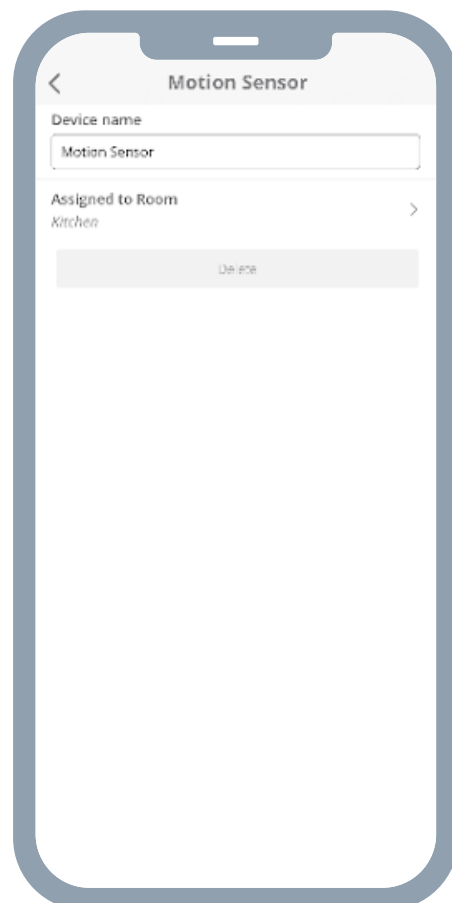 Motion Sensor
Device name
Motion Sensor
Assigned to Room
Kitchen
Delete